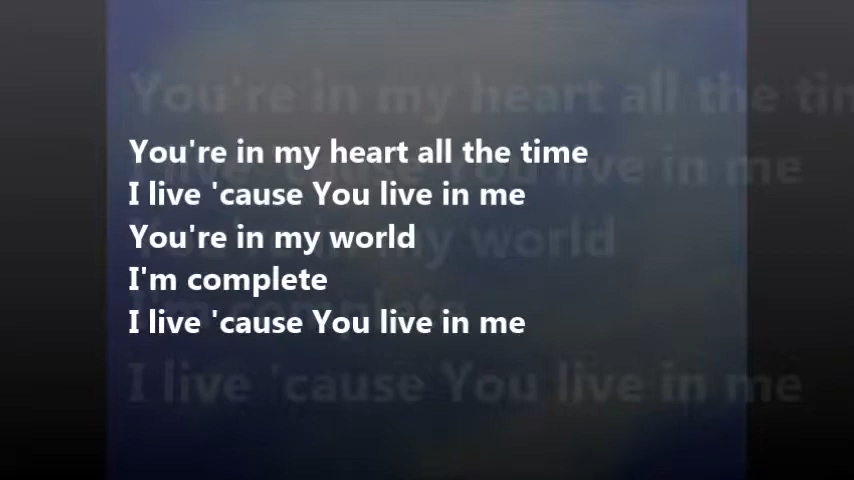 You're in my heart all the time
I live 'cause You live in me
You're in my world
I'm complete
I live 'cause You live in me